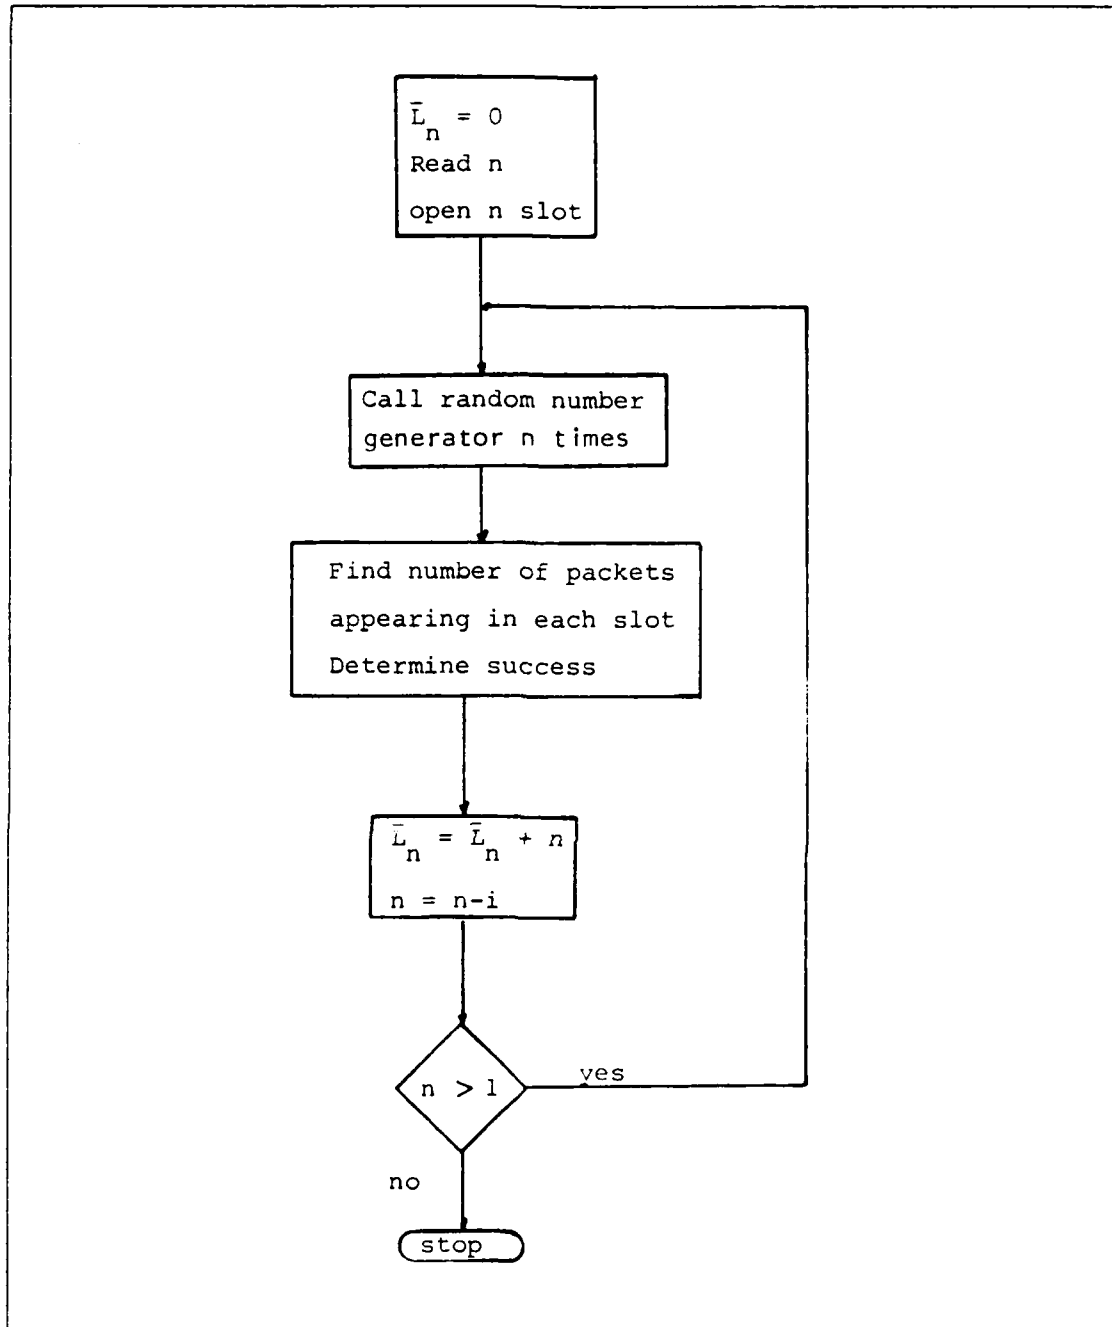 L̄n = 0
Read n
open n slot
Call random number
generator n times
Find number of packets
appearing in each slot
Determine success
L̄n = L̄n + n
n = n-i
n > 1
yes
no
stop